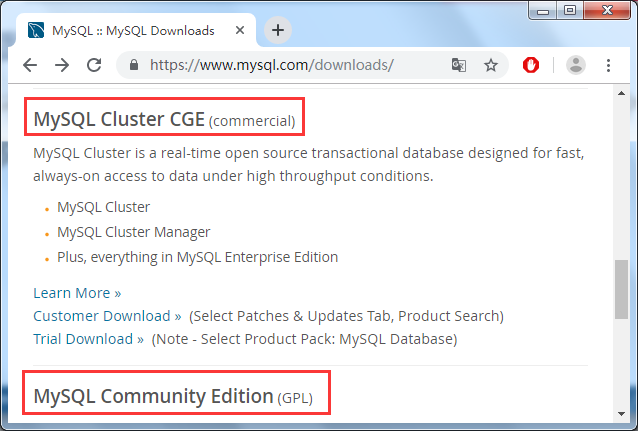 MySQL :: MySQL Downloads
https://www.mysql.com/downloads/
MySQL Cluster CGE (commercial)
MySQL Cluster is a real-time open source transactional database designed for fast,
always-on access to data under high throughput conditions.
MySQL Cluster
MySQL Cluster Manager
Plus, everything in MySQL Enterprise Edition
Learn More »
Customer Download » (Select Patches & Updates Tab, Product Search)
Trial Download » (Note - Select Product Pack: MySQL Database)
MySQL Community Edition (GPL)